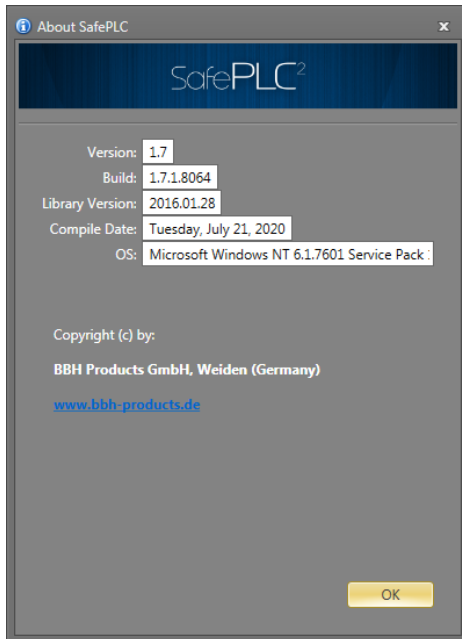 About SafePLC
x
SafePLC²
Version: 1.7
Build: 1.7.1.8064
Library Version: 2016.01.28
Compile Date: Tuesday, July 21, 2020
OS: Microsoft Windows NT 6.1.7601 Service Pack
Copyright (c) by:
BBH Products GmbH, Weiden (Germany)
www.bbh-products.de
OK